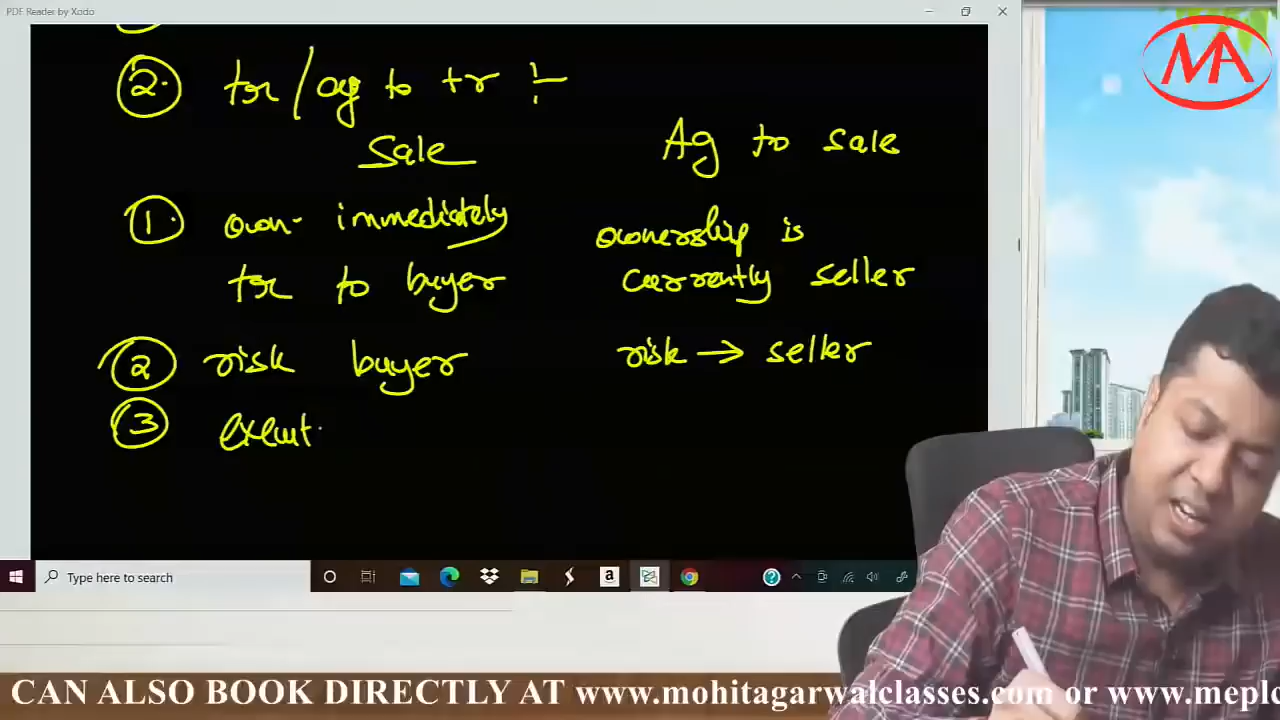 PDF Reader by Xodo
MA
2. tr/ag to tr :-
Sale
Ag to sale
1. own. immediately
tr to buyer
ownership is
currently seller
2 risk buyer
risk → seller
3
Type here to search
a
?
CAN ALSO BOOK DIRECTLY AT www.mohitagarwalclasses.com or www.meplc